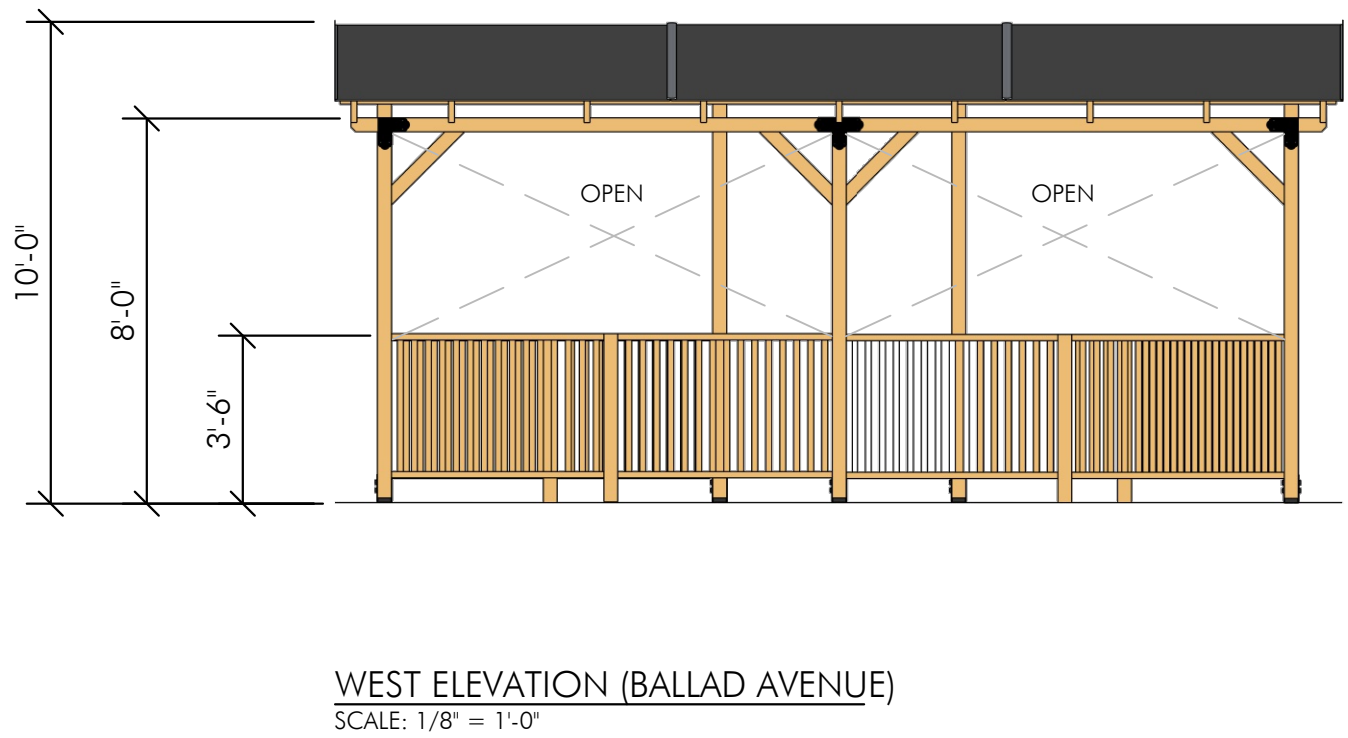 10'-0"
8'-0"
3'-6"
OPEN
OPEN
WEST ELEVATION (BALLAD AVENUE)
SCALE: 1/8" = 1'-0"